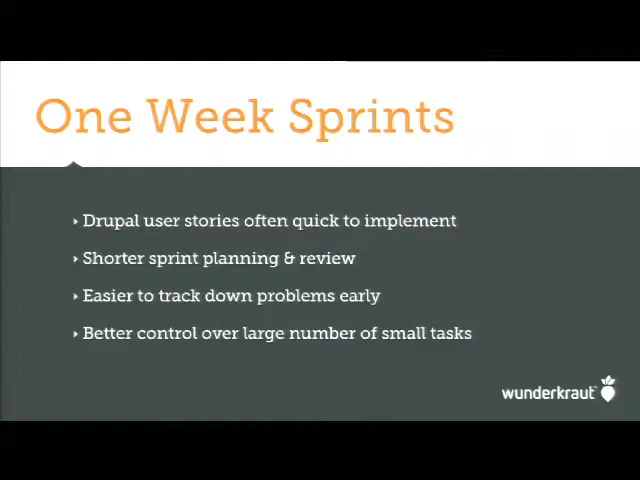 One Week Sprints
Drupal user stories often quick to implement
Shorter sprint planning & review
Easier to track down problems early
Better control over large number of small tasks
wunderkraut